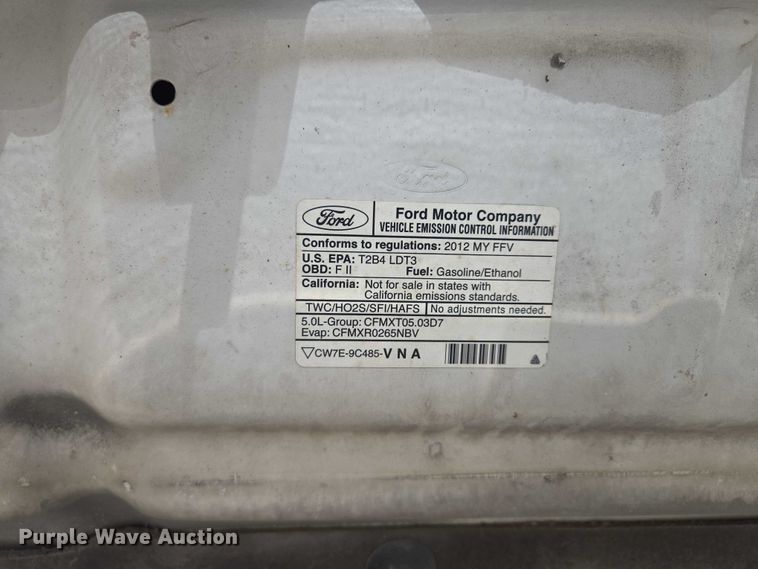 Ford
Ford
Ford Motor Company
VEHICLE EMISSION CONTROL INFORMATION
Conforms to regulations: 2012 MY FFV
U.S. EPA: T2B4 LDT3
OBD: F II Fuel: Gasoline/Ethanol
California: Not for sale in states with
California emissions standards.
TWC/HO2S/SFI/HAFS No adjustments needed.
5.0L-Group: CFMXT05.03D7
Evap: CFMXR0265NBV
CW7E-9C485-V N A
Purple Wave Auction